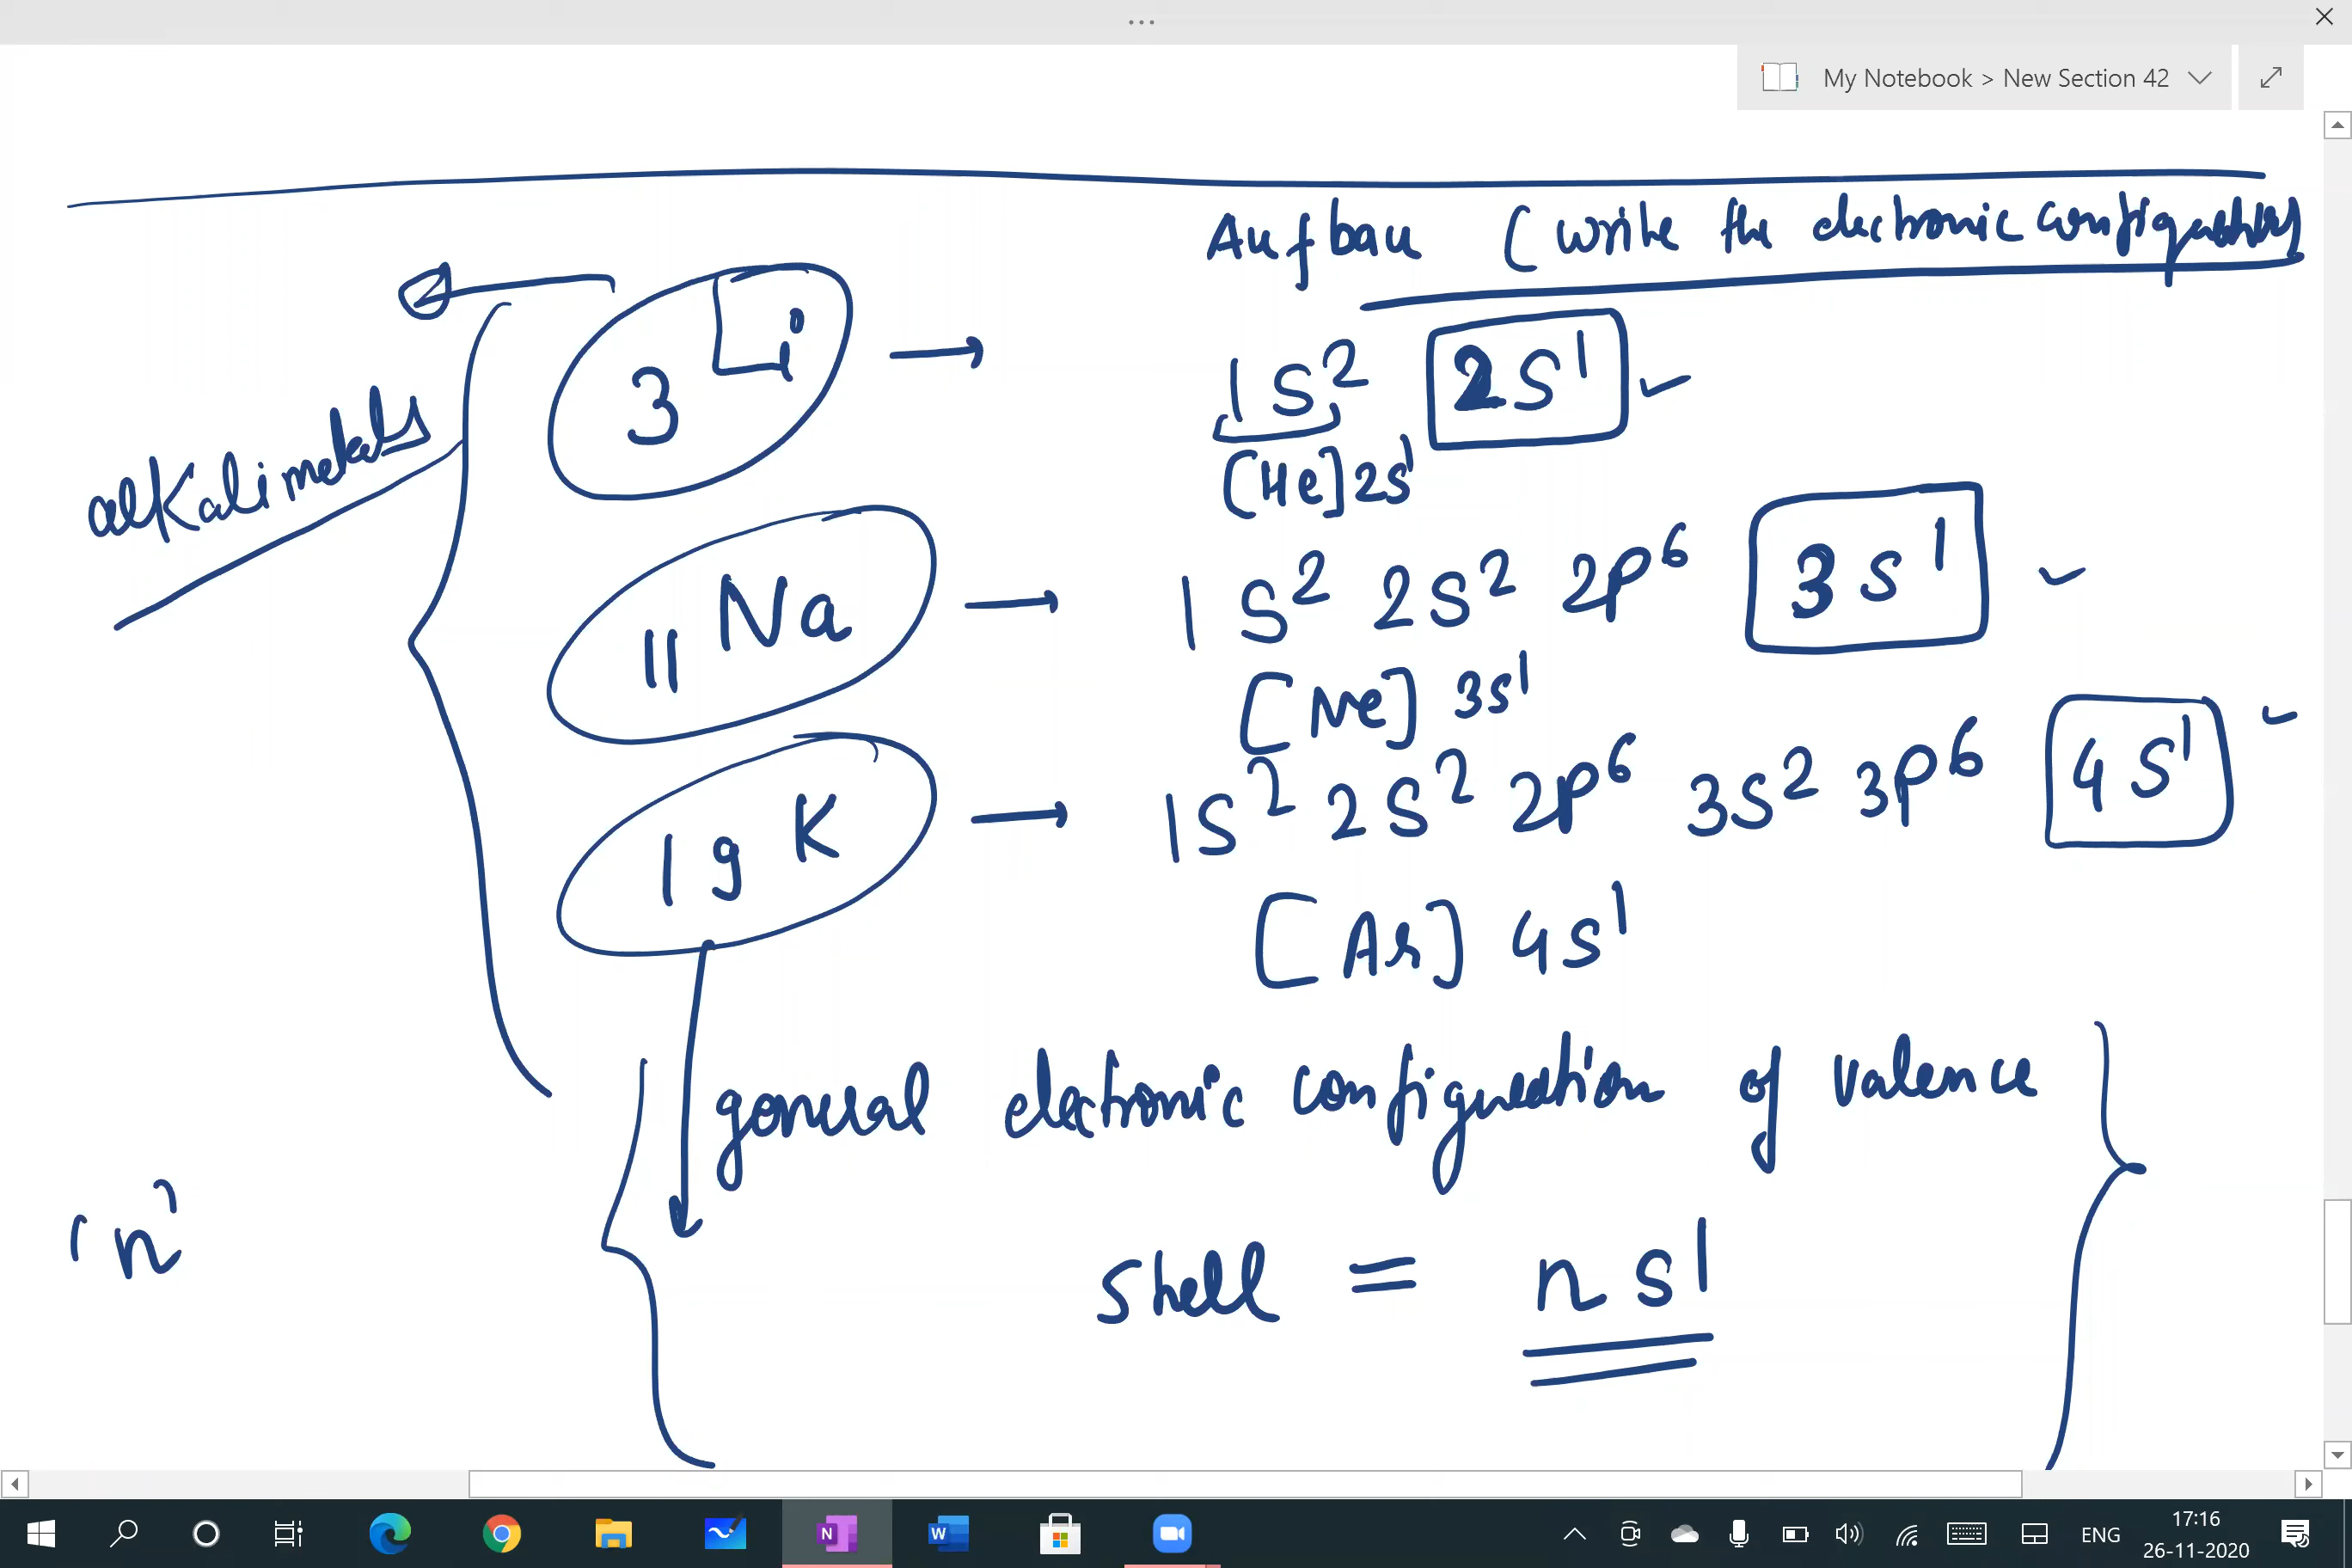 My Notebook > New Section 42
Aufbau (write the electronic configuration)
alkali metals
3 Li → 1s² 2s¹
[He] 2s¹
11 Na → 1s² 2s² 2p⁶ 3s¹
[Ne] 3s¹
19 K → 1s² 2s² 2p⁶ 3s² 3p⁶ 4s¹
[Ar] 4s¹
general electronic configuration of valence
shell = ns¹
'n'
ENG
17:16
26-11-2020